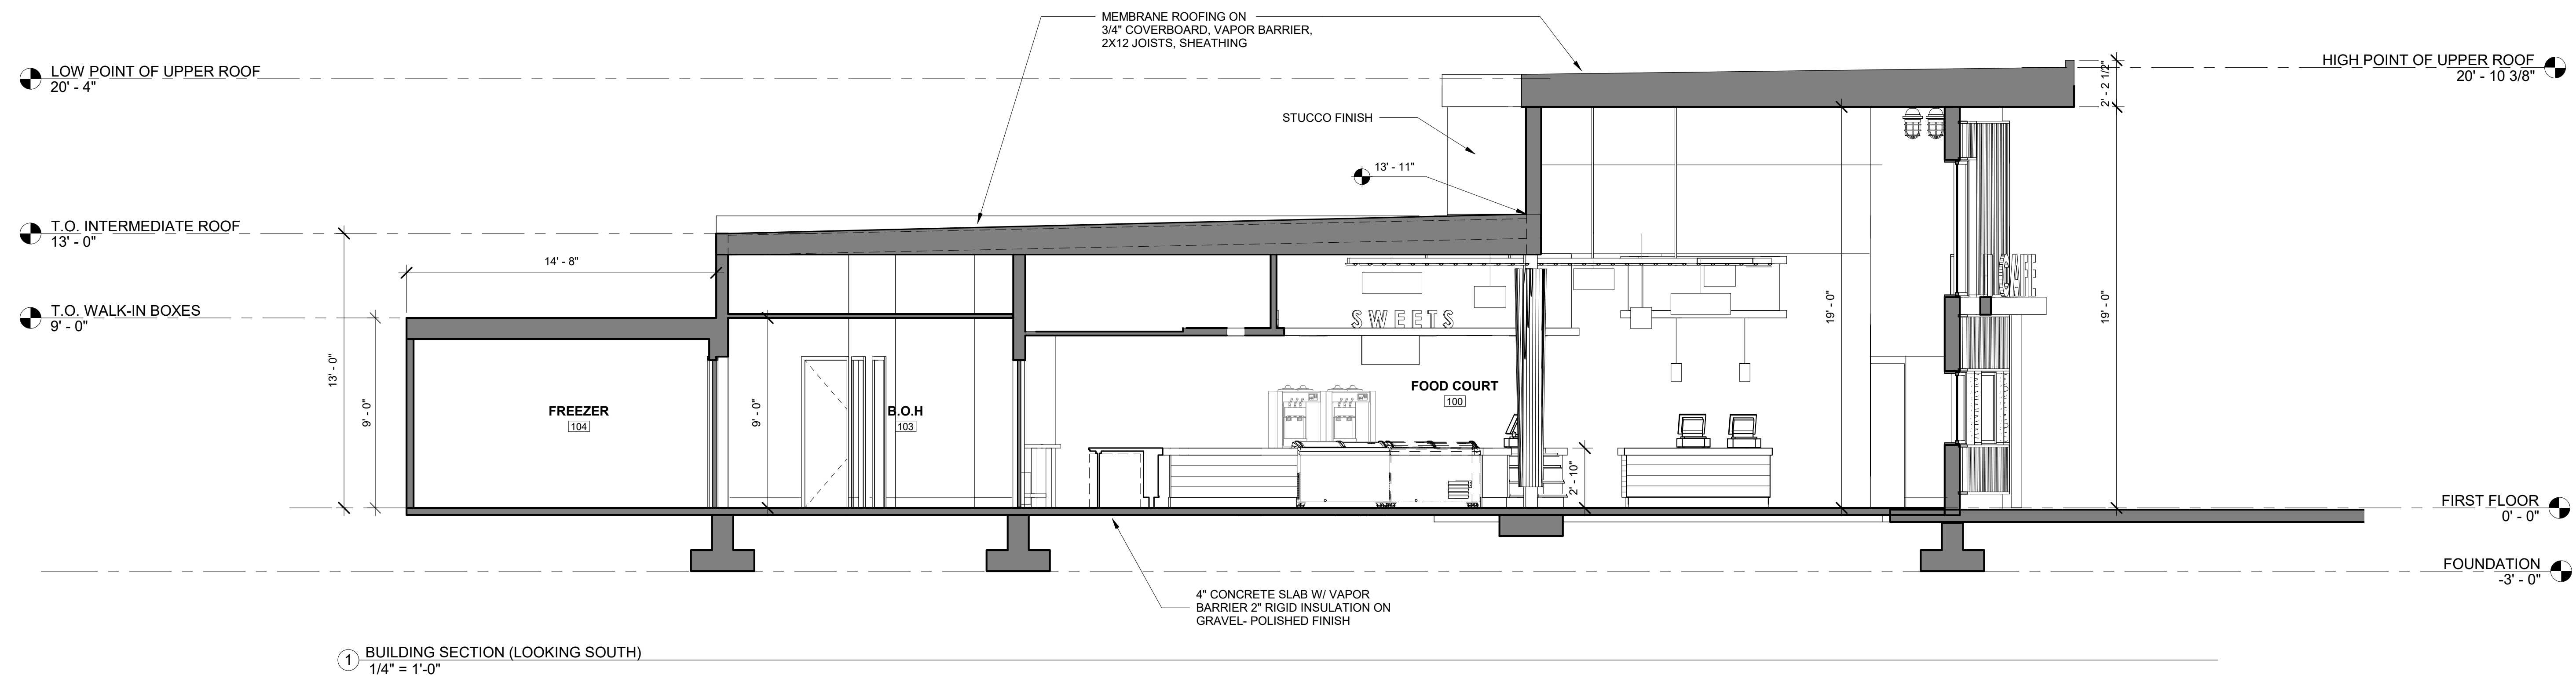 MEMBRANE ROOFING ON
3/4" COVERBOARD, VAPOR BARRIER,
2X12 JOISTS, SHEATHING
LOW POINT OF UPPER ROOF
20' - 4"
HIGH POINT OF UPPER ROOF
20' - 10 3/8"
2' - 2 1/2"
STUCCO FINISH
13' - 11"
T.O. INTERMEDIATE ROOF
13' - 0"
14' - 8"
T.O. WALK-IN BOXES
9' - 0"
SWEETS
CAFE
19' - 0"
19' - 0"
13' - 0"
9' - 0"
9' - 0"
FREEZER
104
B.O.H
103
FOOD COURT
100
2' - 10"
FIRST FLOOR
0' - 0"
FOUNDATION
-3' - 0"
4" CONCRETE SLAB W/ VAPOR
BARRIER 2" RIGID INSULATION ON
GRAVEL- POLISHED FINISH
1
BUILDING SECTION (LOOKING SOUTH)
1/4" = 1'-0"